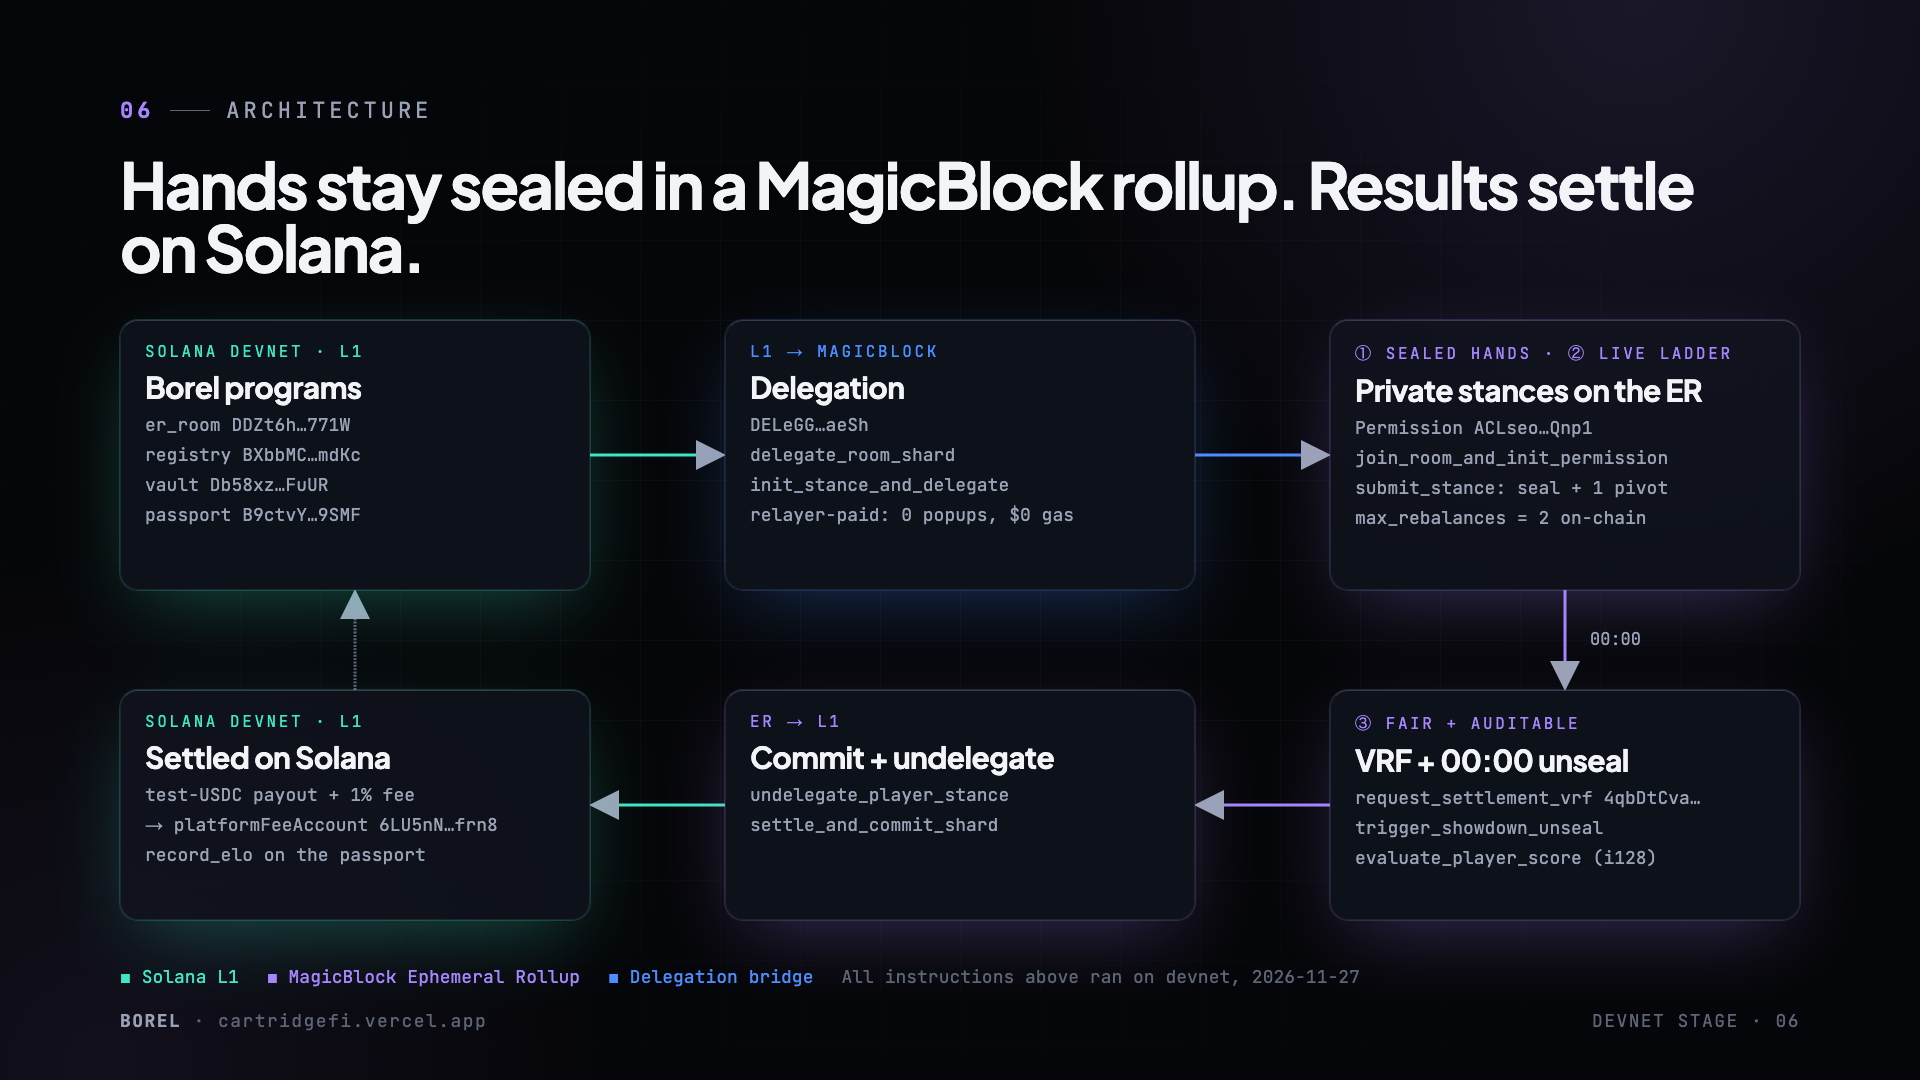 06 ARCHITECTURE
Hands stay sealed in a MagicBlock rollup. Results settle
on Solana.
SOLANA DEVNET · L1
Borel programs
er_room DDZt6h…771W
registry BXbbMC…mdKc
vault Db58xz…FuUR
passport B9ctvY…9SMF
L1 → MAGICBLOCK
Delegation
DELeGG…aeSh
delegate_room_shard
init_stance_and_delegate
relayer-paid: 0 popups, $0 gas
① SEALED HANDS · ② LIVE LADDER
Private stances on the ER
Permission ACLseo…Qnp1
join_room_and_init_permission
submit_stance: seal + 1 pivot
max_rebalances = 2 on-chain
00:00
SOLANA DEVNET · L1
Settled on Solana
test-USDC payout + 1% fee
→ platformFeeAccount 6LU5nN…frn8
record_elo on the passport
ER → L1
Commit + undelegate
undelegate_player_stance
settle_and_commit_shard
③ FAIR + AUDITABLE
VRF + 00:00 unseal
request_settlement_vrf 4qbDtCva…
trigger_showdown_unseal
evaluate_player_score (i128)
■ Solana L1 ■ MagicBlock Ephemeral Rollup ■ Delegation bridge All instructions above ran on devnet, 2026-11-27
BOREL · cartridgefi.vercel.app
DEVNET STAGE · 06